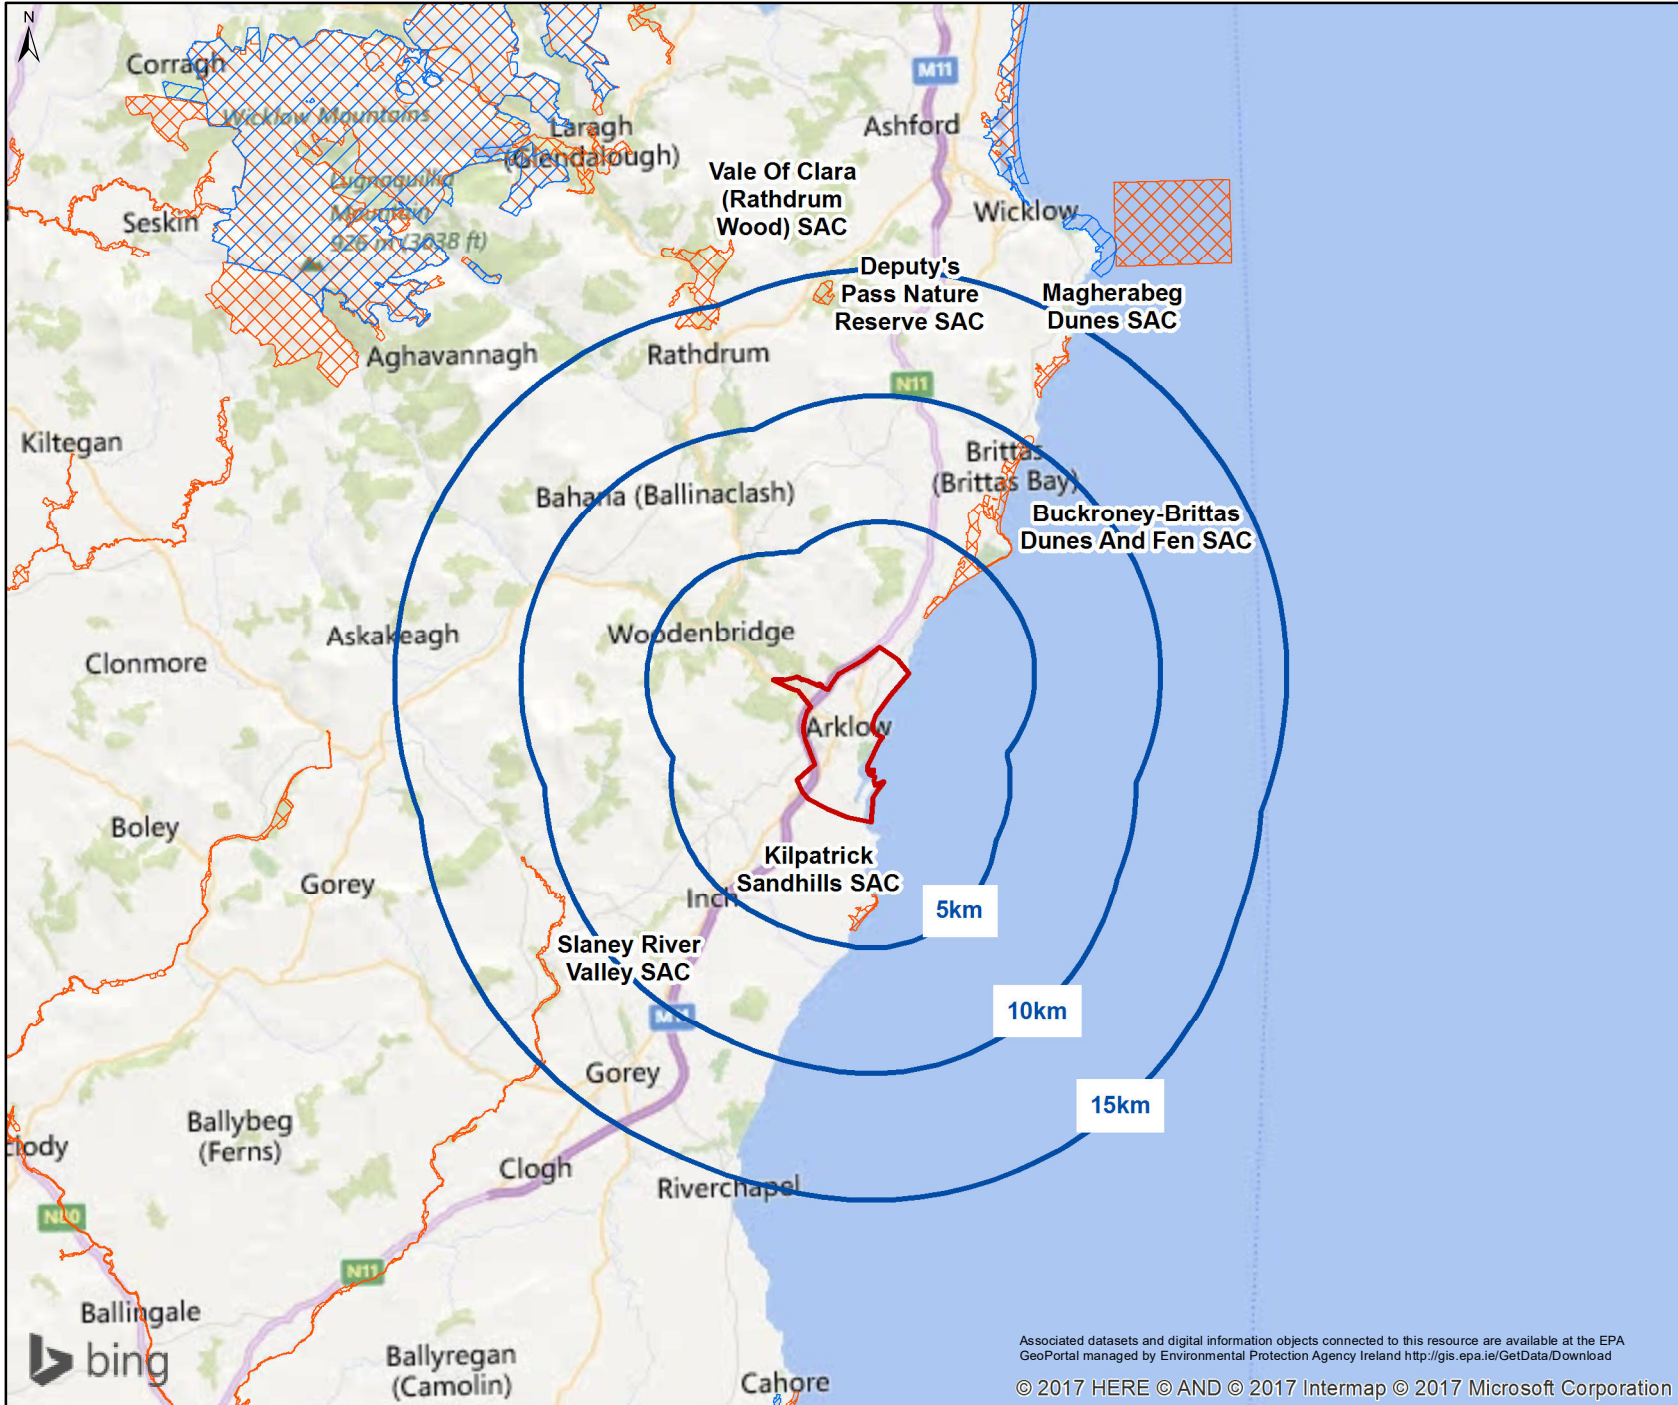 N
Corragh
M11
Wicklow Mountains
Laragh
(Glendalough)
Ashford
Vale Of Clara
(Rathdrum
Wood) SAC
Lugnaquillia
Mountain
926 m (3038 ft)
Seskin
Wicklow
Deputy's
Pass Nature
Reserve SAC
Magherabeg
Dunes SAC
Aghavannagh
Rathdrum
N11
Kiltegan
Brittas
(Brittas Bay)
Bahana (Ballinaclash)
Buckroney-Brittas
Dunes And Fen SAC
Askakeagh
Woodenbridge
Clonmore
Arklow
Boley
Kilpatrick
Sandhills SAC
Gorey
Inch
5km
Slaney River
Valley SAC
10km
Gorey
15km
Ballybeg
(Ferns)
Clogh
Riverchapel
N80
N11
Ballingale
bing
Ballyregan
(Camolin)
Cahore
Associated datasets and digital information objects connected to this resource are available at the EPA
GeoPortal managed by Environmental Protection Agency Ireland http://gis.epa.ie/GetData/Download
© 2017 HERE © AND © 2017 Intermap © 2017 Microsoft Corporation